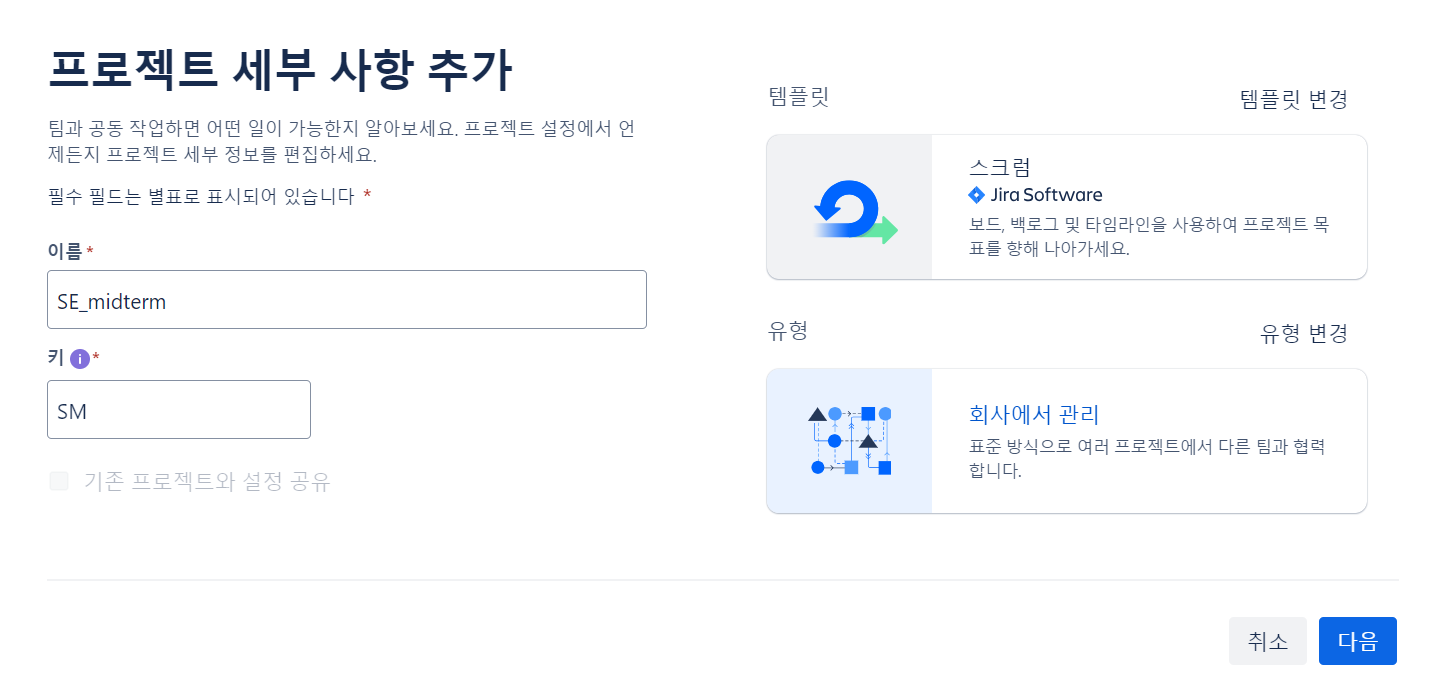 프로젝트 세부 사항 추가
팀과 공동 작업하면 어떤 일이 가능한지 알아보세요. 프로젝트 설정에서 언
제든지 프로젝트 세부 정보를 편집하세요.
필수 필드는 별표로 표시되어 있습니다 *
이름 *
SE_midterm
키 i *
SM
기존 프로젝트와 설정 공유
템플릿
템플릿 변경
스크럼
Jira Software
보드, 백로그 및 타임라인을 사용하여 프로젝트 목
표를 향해 나아가세요.
유형
유형 변경
회사에서 관리
표준 방식으로 여러 프로젝트에서 다른 팀과 협력
합니다.
취소
다음